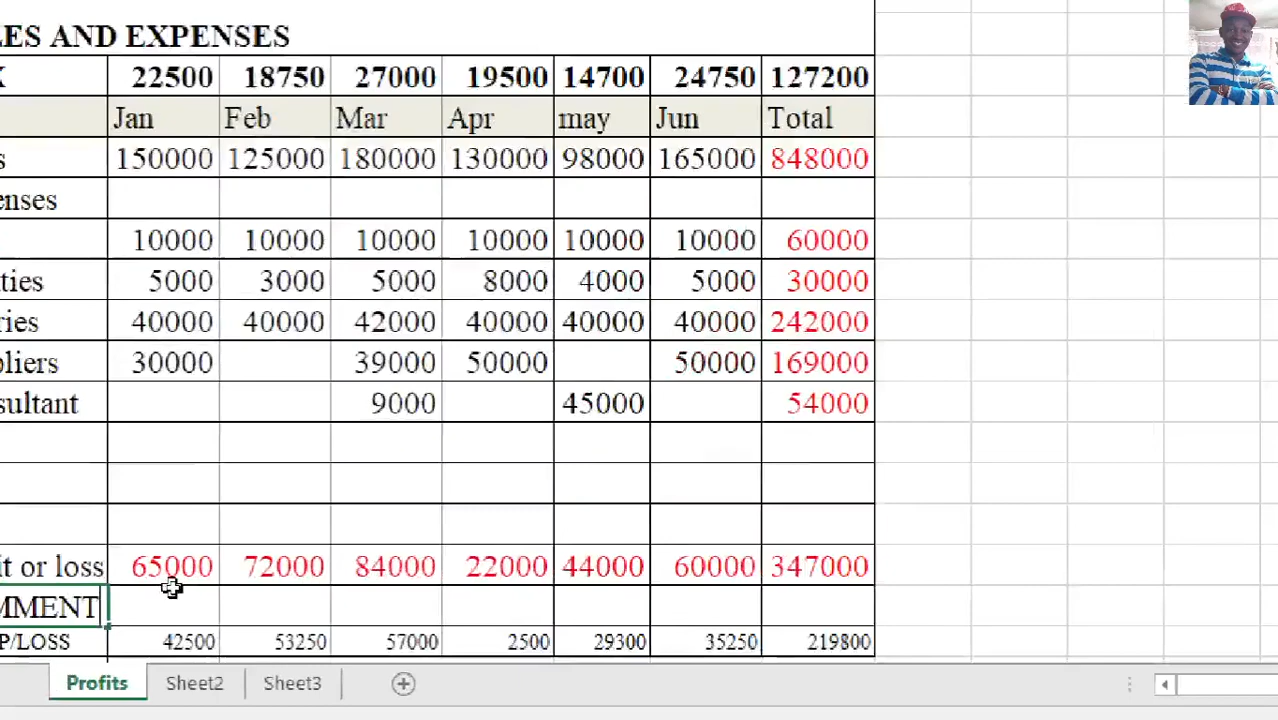 LES AND EXPENSES
X 22500 18750 27000 19500 14700 24750 127200
Jan Feb Mar Apr may Jun Total
s 150000 125000 180000 130000 98000 165000 848000
enses
10000 10000 10000 10000 10000 10000 60000
ties 5000 3000 5000 8000 4000 5000 30000
ries 40000 40000 42000 40000 40000 40000 242000
pliers 30000 39000 50000 50000 169000
sultant 9000 45000 54000
it or loss 65000 72000 84000 22000 44000 60000 347000
MMENT
P/LOSS 42500 53250 57000 2500 29300 35250 219800
Profits Sheet2 Sheet3